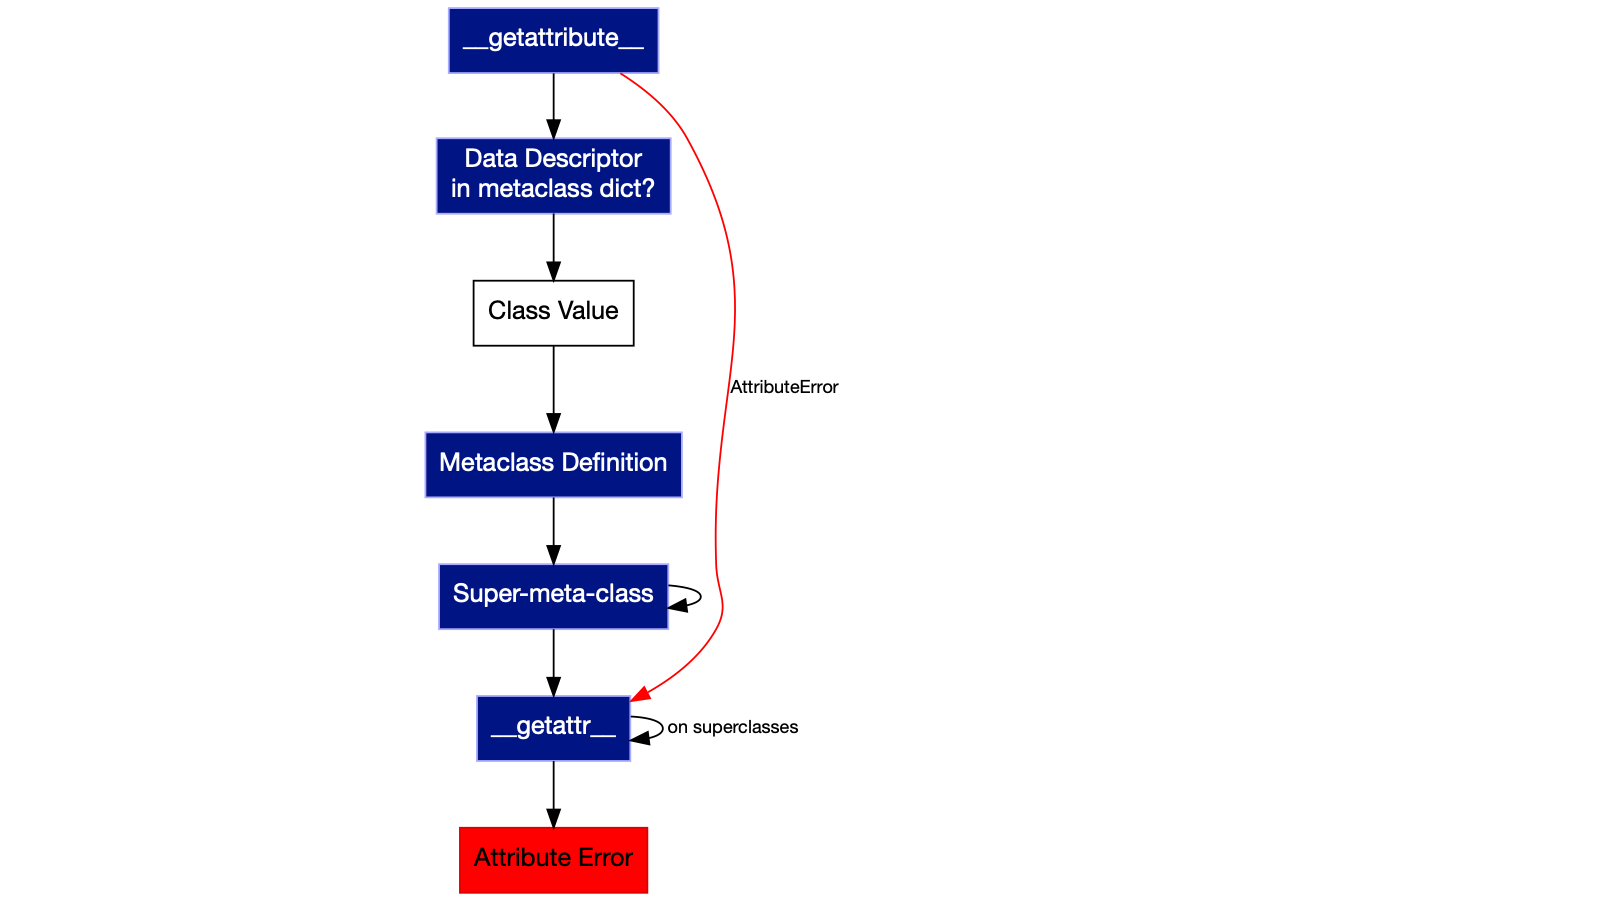 __getattribute__
Data Descriptor
in metaclass dict?
Class Value
AttributeError
Metaclass Definition
Super-meta-class
__getattr__
on superclasses
Attribute Error